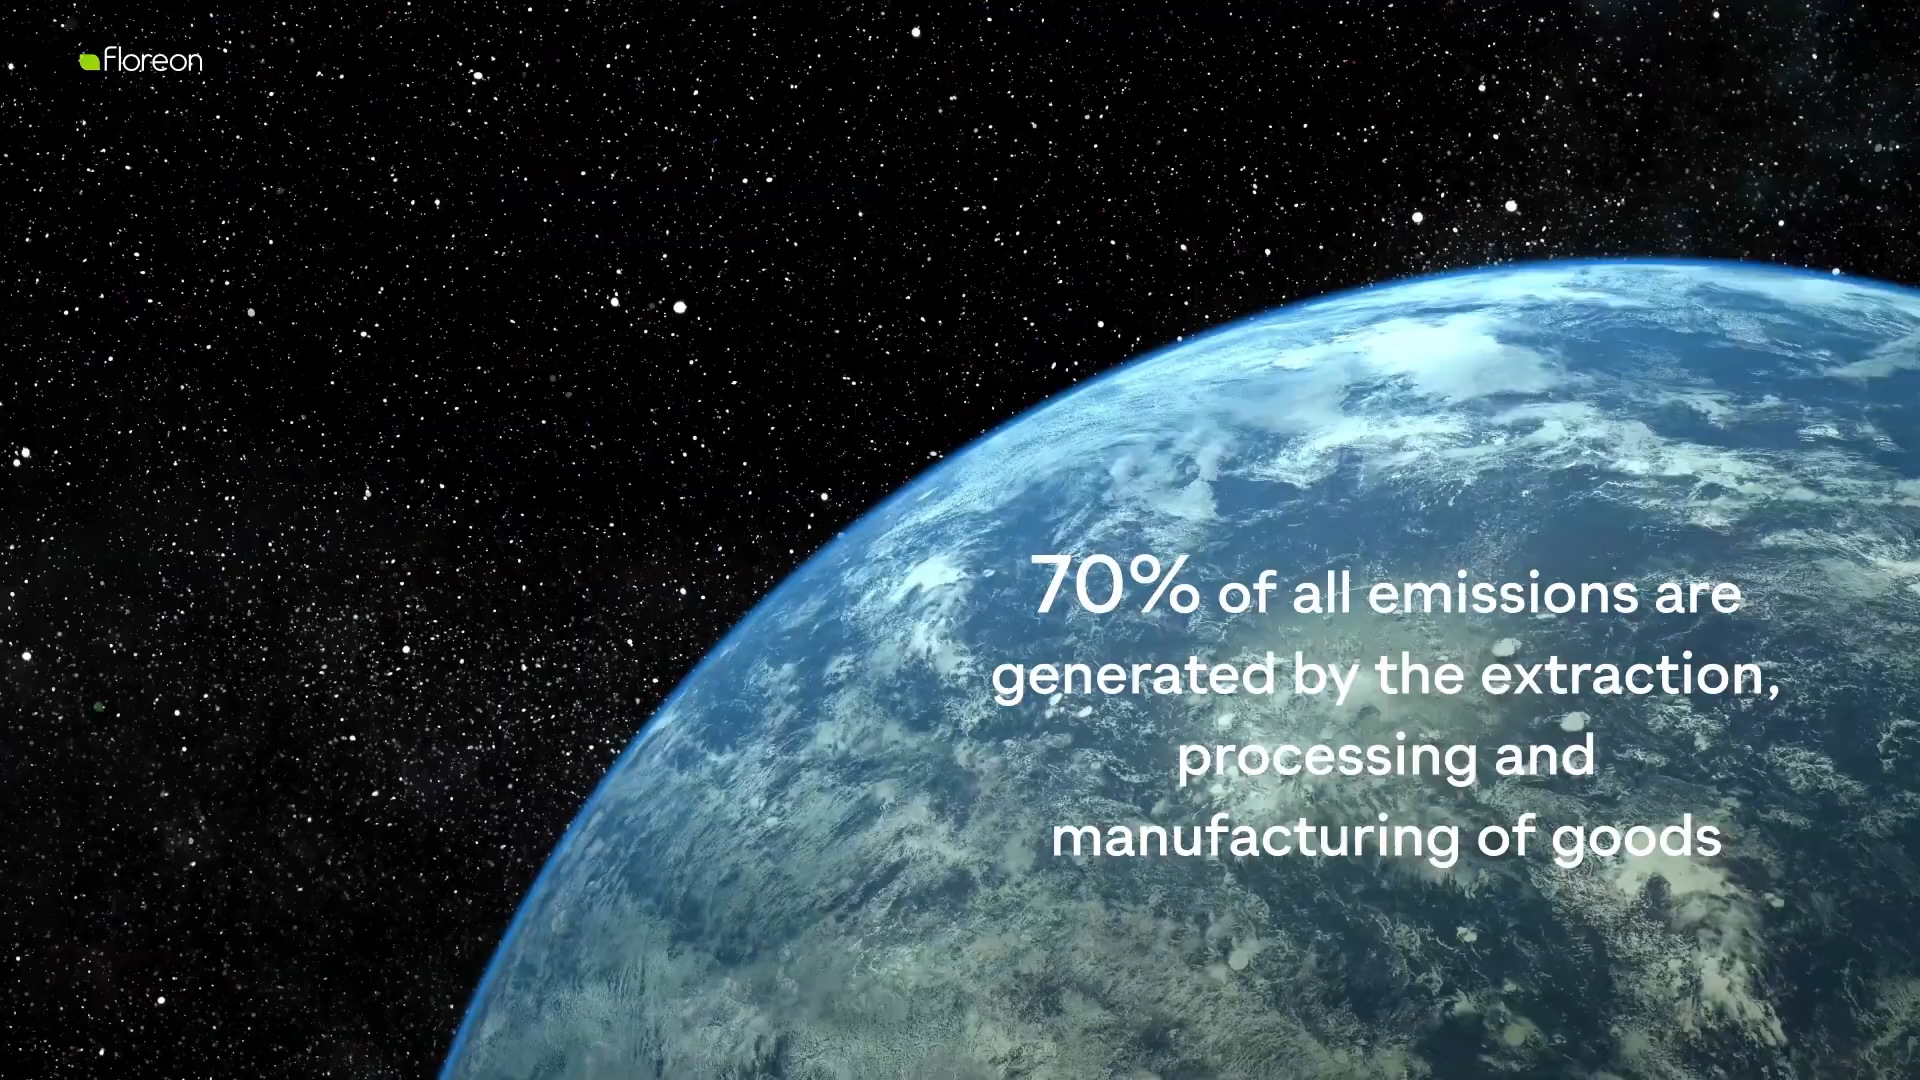 floreon
70% of all emissions are
generated by the extraction,
processing and
manufacturing of goods